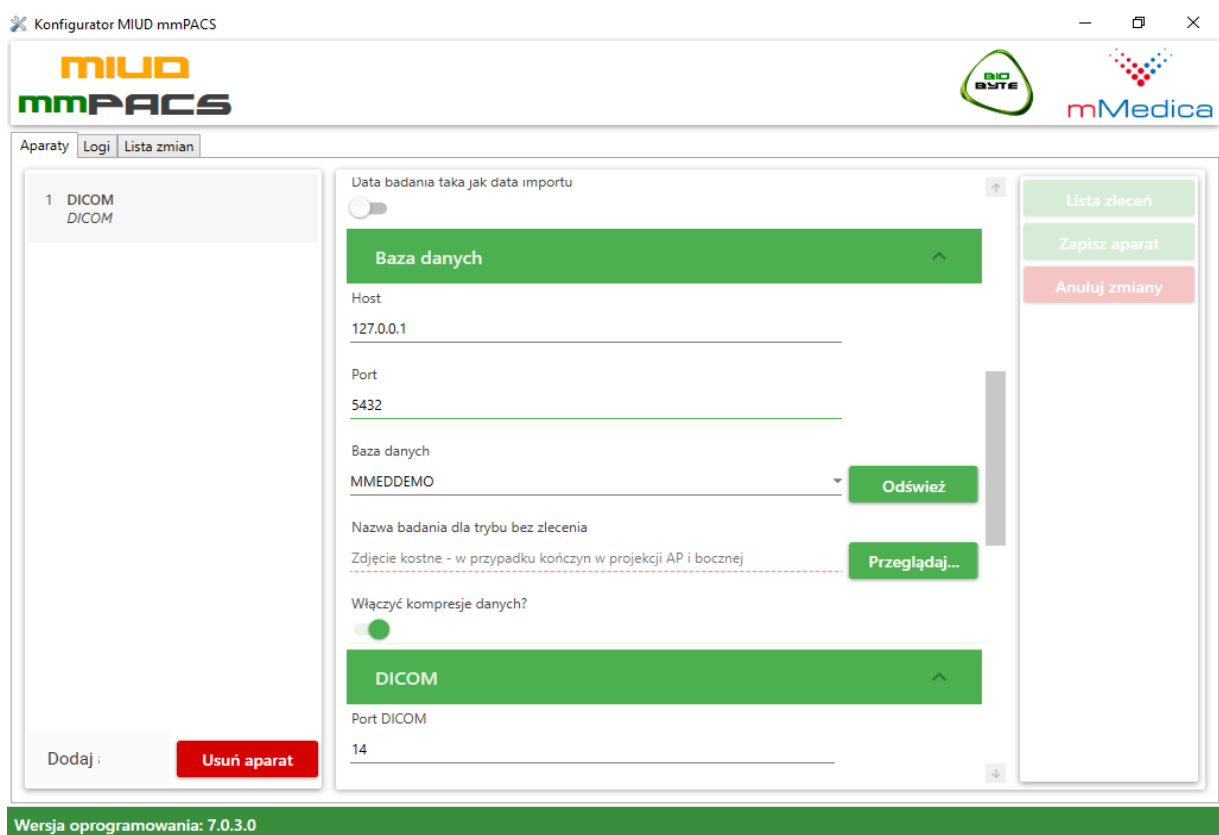 Konfigurator MIUD mmPACS
MIUD
mmPACS
BIO
BYTE
mMedica
Aparaty Logi Lista zmian
1 DICOM
DICOM
Dodaj
Usuń aparat
Data badania taka jak data importu
Baza danych
Host
127.0.0.1
Port
5432
Baza danych
MMEDDEMO
Odśwież
Nazwa badania dla trybu bez zlecenia
Zdjęcie kostne - w przypadku kończyn w projekcji AP i bocznej
Przeglądaj...
Włączyć kompresje danych?
DICOM
Port DICOM
14
Lista zleceń
Zapisz aparat
Anuluj zmiany
Wersja oprogramowania: 7.0.3.0